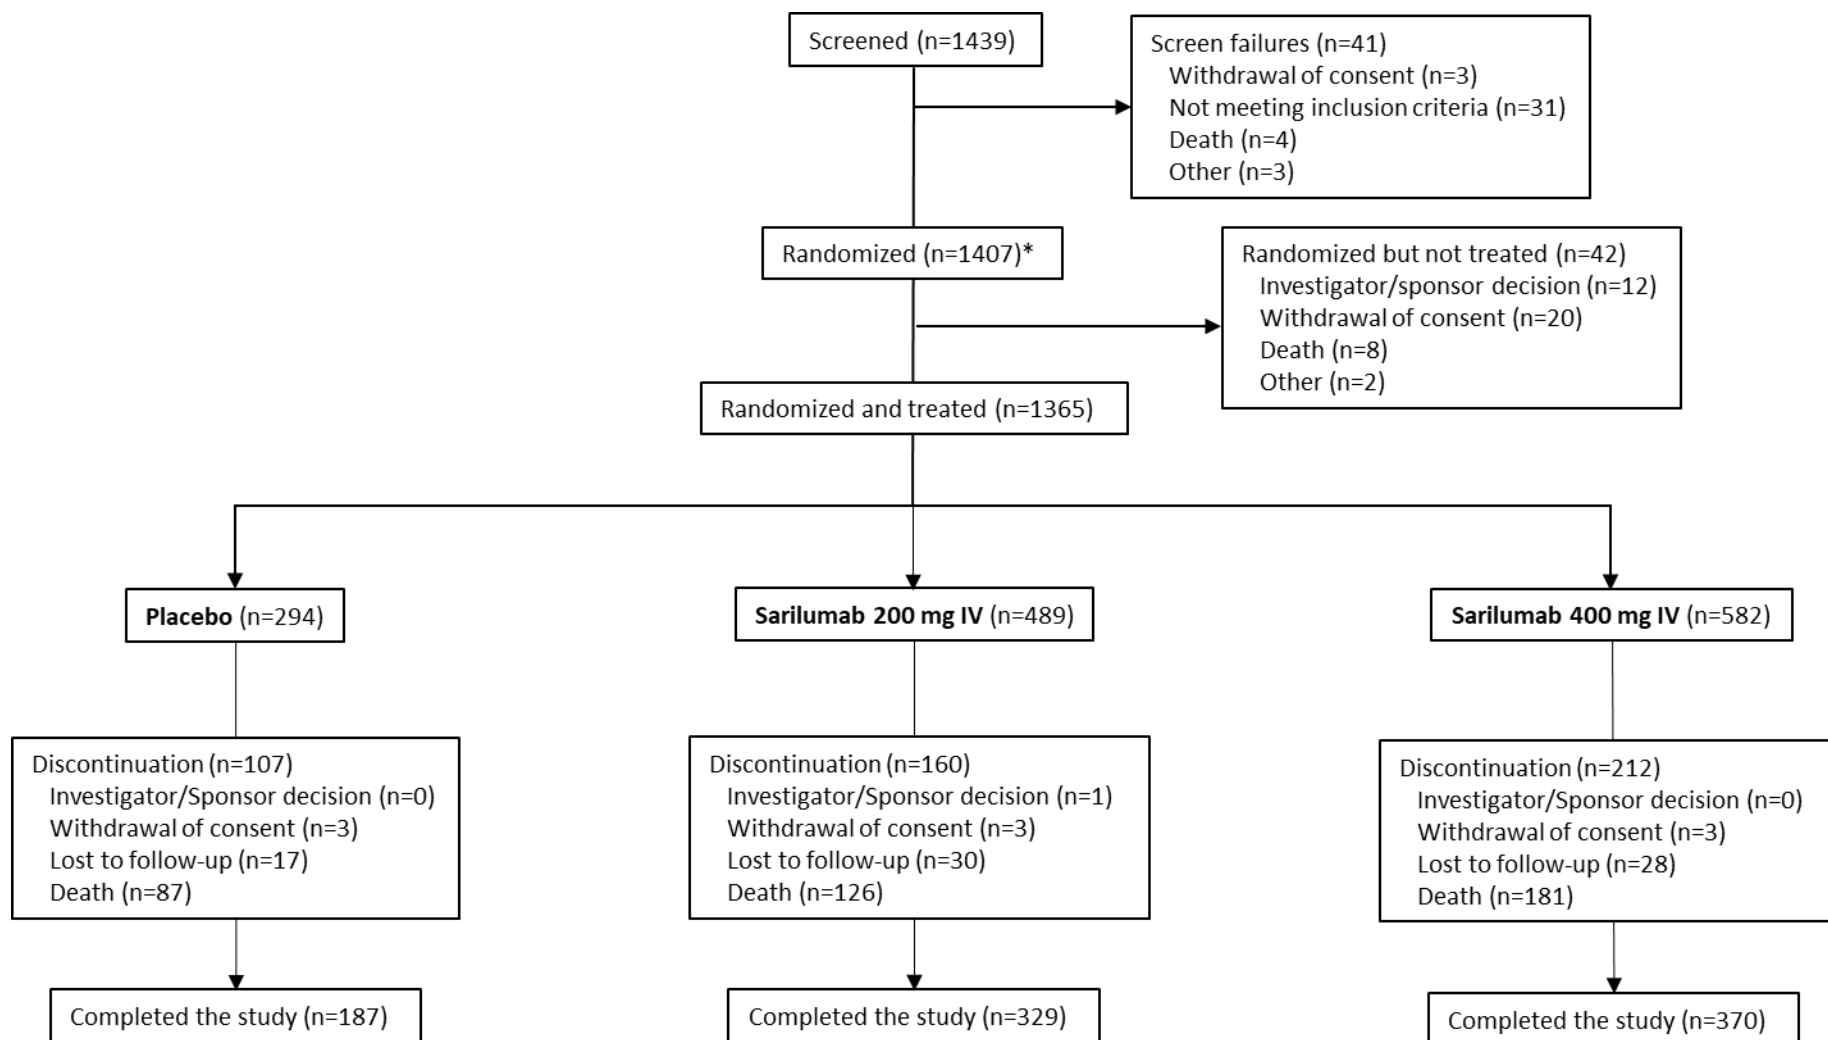 Screened (n=1439)
Screen failures (n=41)
Withdrawal of consent (n=3)
Not meeting inclusion criteria (n=31)
Death (n=4)
Other (n=3)
Randomized (n=1407)*
Randomized but not treated (n=42)
Investigator/sponsor decision (n=12)
Withdrawal of consent (n=20)
Death (n=8)
Other (n=2)
Randomized and treated (n=1365)
Placebo (n=294)
Sarilumab 200 mg IV (n=489)
Sarilumab 400 mg IV (n=582)
Discontinuation (n=107)
Investigator/Sponsor decision (n=0)
Withdrawal of consent (n=3)
Lost to follow-up (n=17)
Death (n=87)
Discontinuation (n=160)
Investigator/Sponsor decision (n=1)
Withdrawal of consent (n=3)
Lost to follow-up (n=30)
Death (n=126)
Discontinuation (n=212)
Investigator/Sponsor decision (n=0)
Withdrawal of consent (n=3)
Lost to follow-up (n=28)
Death (n=181)
Completed the study (n=187)
Completed the study (n=329)
Completed the study (n=370)